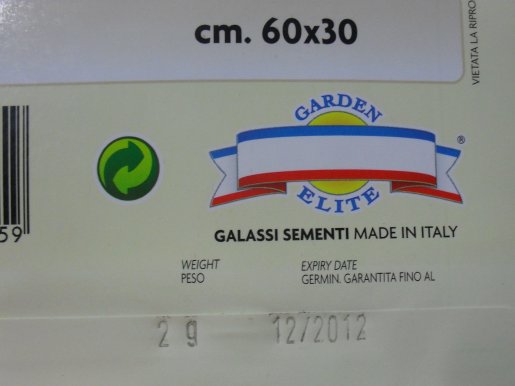 cm. 60x30
VIETATA LA RIPRO
GARDEN
ELITE
®
59
GALASSI SEMENTI MADE IN ITALY
WEIGHT
PESO
EXPIRY DATE
GERMIN. GARANTITA FINO AL
2 g
12/2012